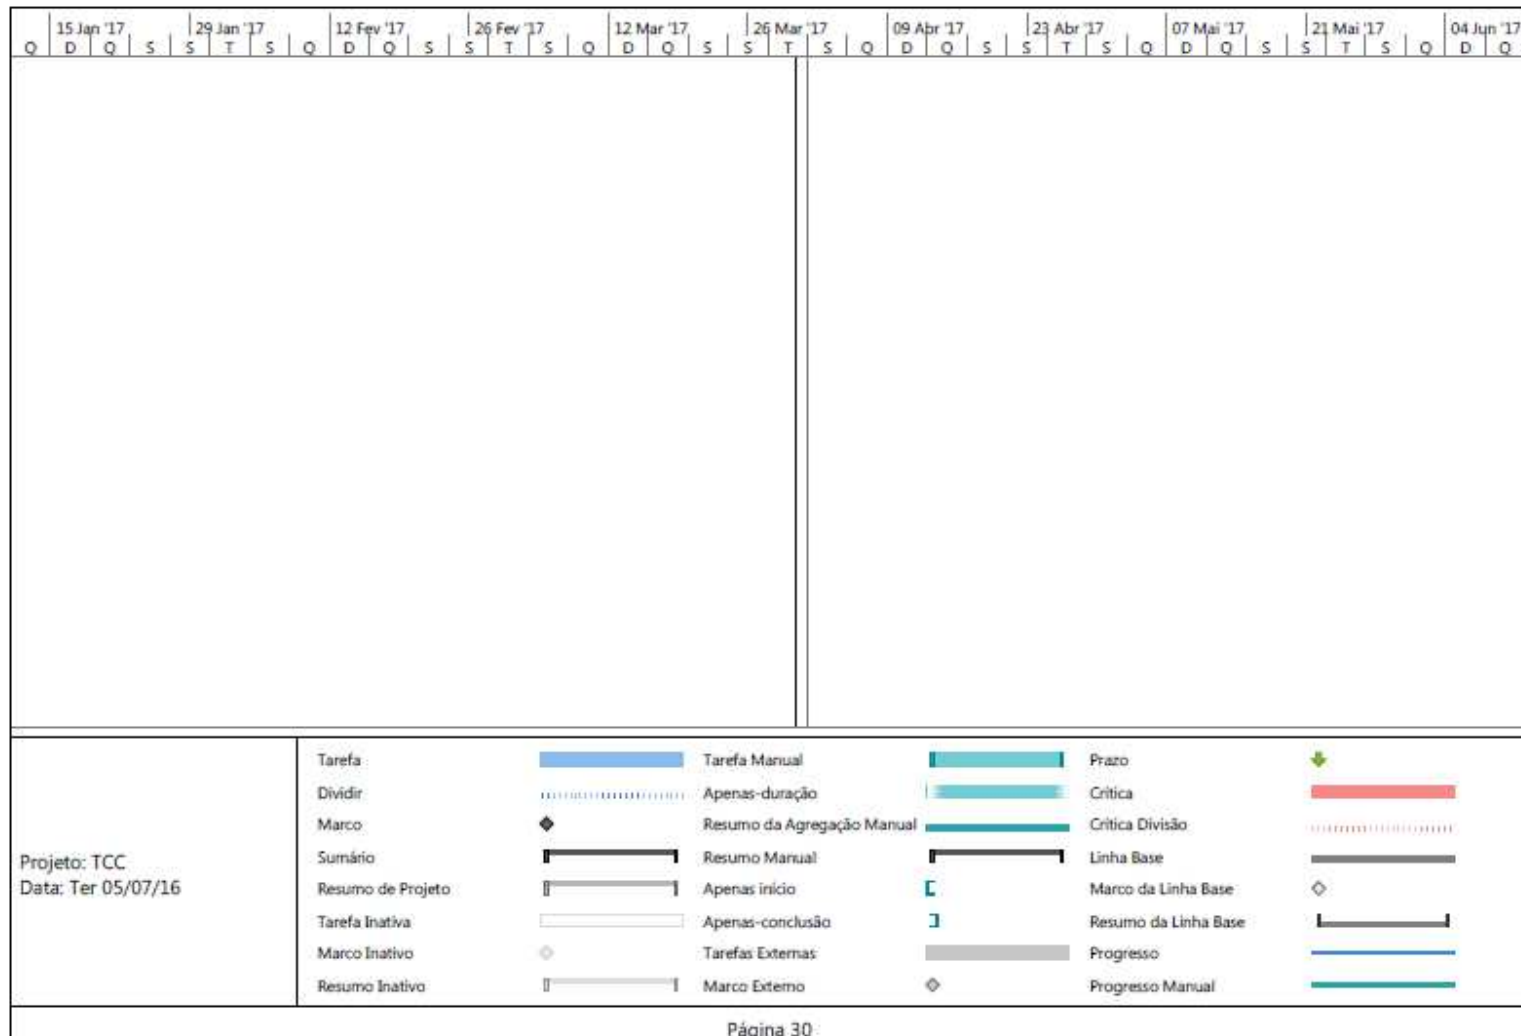 15 Jan '17 29 Jan '17 12 Fev '17 26 Fev '17 12 Mar '17 26 Mar '17 09 Abr '17 23 Abr '17 07 Mai '17 21 Mai '17 04 Jun '17
Q D Q S S T S Q D Q S S T S Q D Q S S T S Q D Q S S T S Q D Q S S T S Q D Q
Tarefa Tarefa Manual Prazo
Dividir Apenas-duração Crítica
Marco Resumo da Agregação Manual Crítica Divisão
Sumário Resumo Manual Linha Base
Projeto: TCC
Data: Ter 05/07/16
Resumo de Projeto Apenas início Marco da Linha Base
Tarefa Inativa Apenas-conclusão Resumo da Linha Base
Marco Inativo Tarefas Externas Progresso
Resumo Inativo Marco Externo Progresso Manual
Página 30